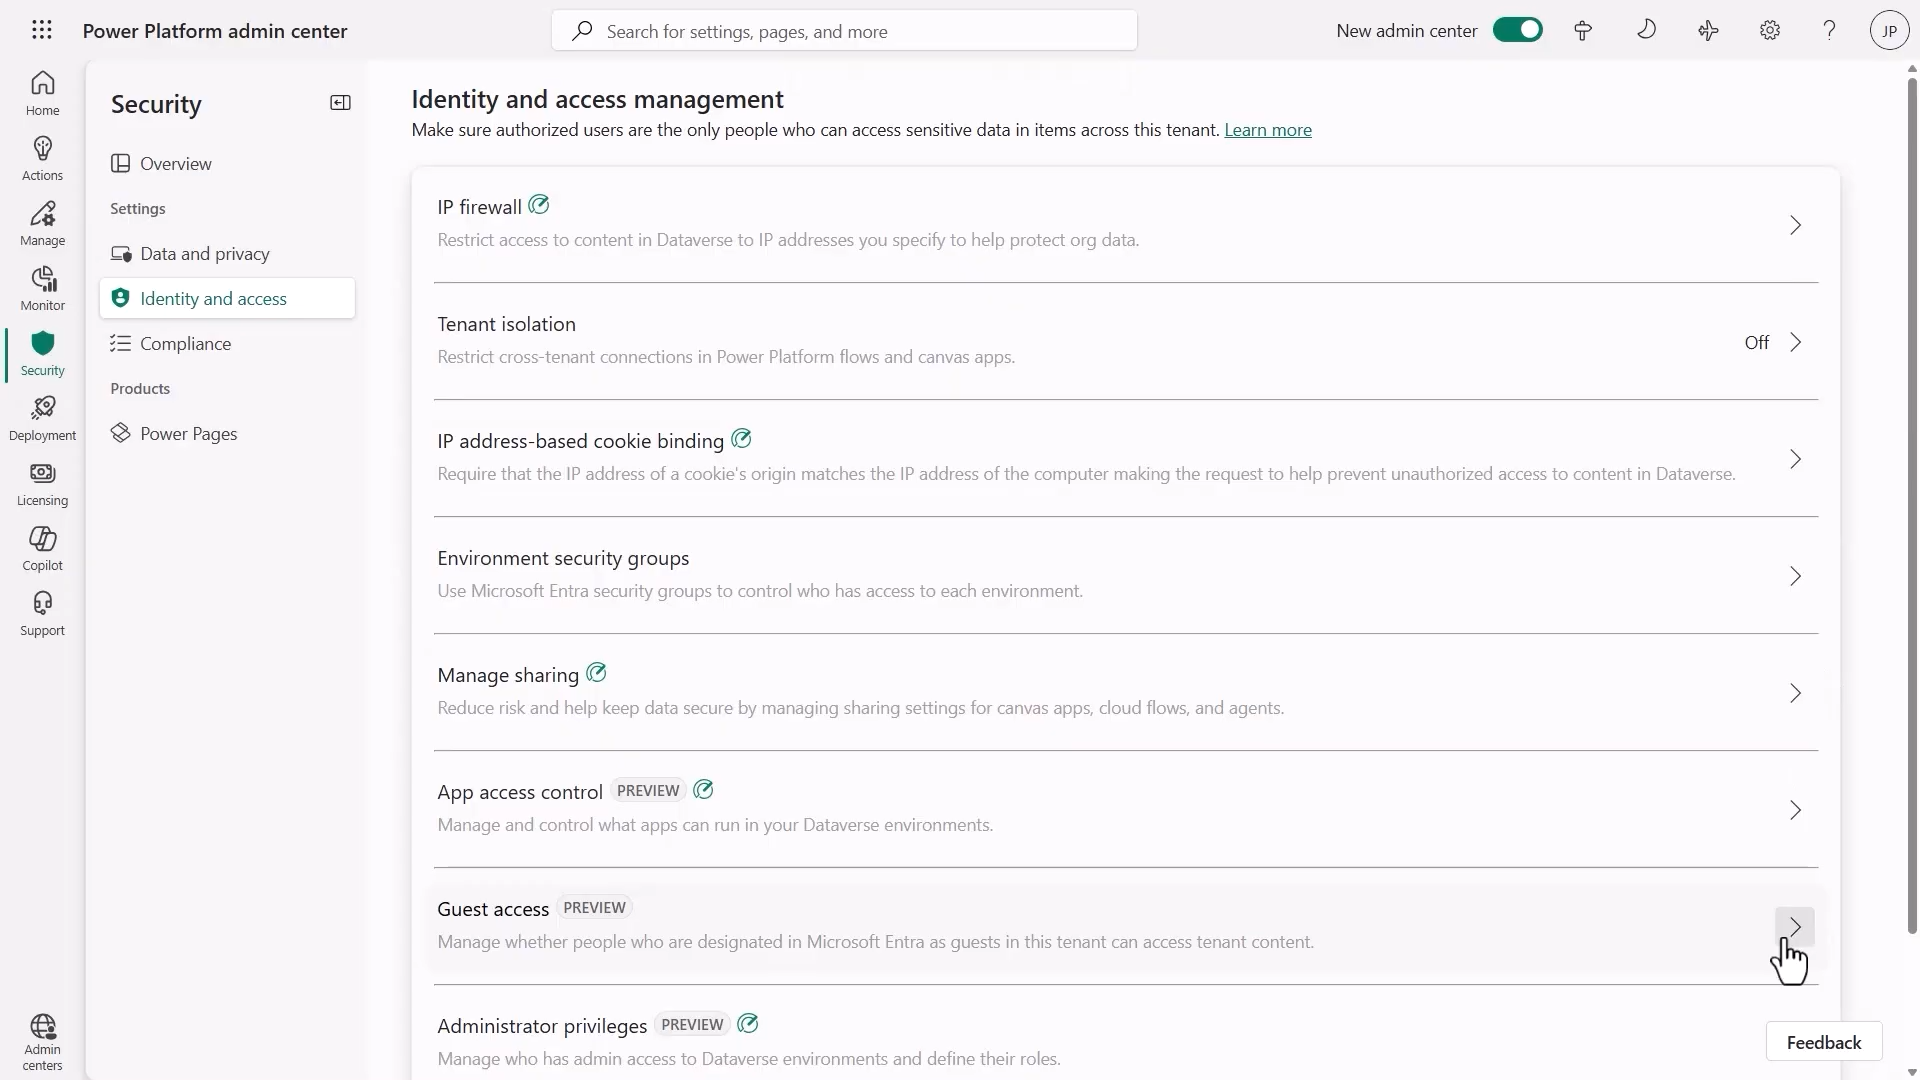 Power Platform admin center
Search for settings, pages, and more
New admin center
JP
Home
Actions
Manage
Monitor
Security
Deployment
Licensing
Copilot
Support
Admin
centers
Security
Overview
Settings
Data and privacy
Identity and access
Compliance
Products
Power Pages
Identity and access management
Make sure authorized users are the only people who can access sensitive data in items across this tenant. Learn more
IP firewall
Restrict access to content in Dataverse to IP addresses you specify to help protect org data.
Tenant isolation
Restrict cross-tenant connections in Power Platform flows and canvas apps.
Off
IP address-based cookie binding
Require that the IP address of a cookie's origin matches the IP address of the computer making the request to help prevent unauthorized access to content in Dataverse.
Environment security groups
Use Microsoft Entra security groups to control who has access to each environment.
Manage sharing
Reduce risk and help keep data secure by managing sharing settings for canvas apps, cloud flows, and agents.
App access control PREVIEW
Manage and control what apps can run in your Dataverse environments.
Guest access PREVIEW
Manage whether people who are designated in Microsoft Entra as guests in this tenant can access tenant content.
Administrator privileges PREVIEW
Manage who has admin access to Dataverse environments and define their roles.
Feedback